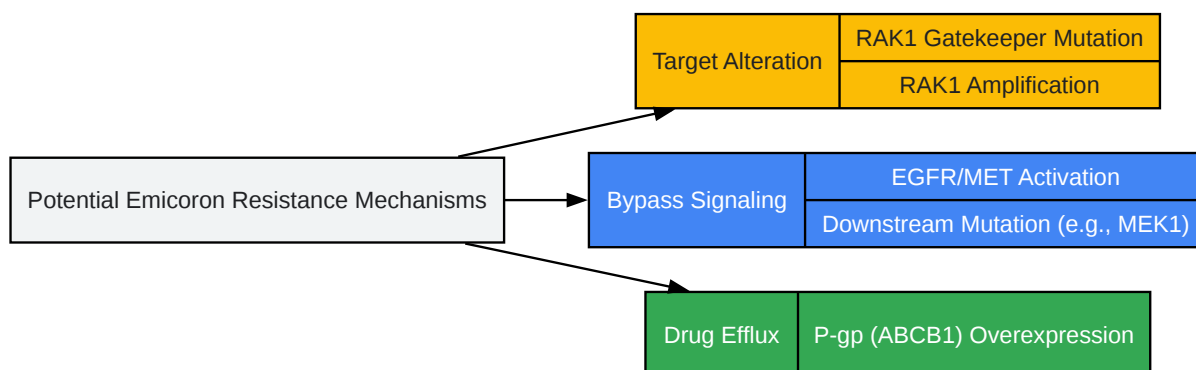 Potential Emicoron Resistance Mechanisms
Target Alteration
RAK1 Gatekeeper Mutation
RAK1 Amplification
Bypass Signaling
EGFR/MET Activation
Downstream Mutation (e.g., MEK1)
Drug Efflux
P-gp (ABCB1) Overexpression